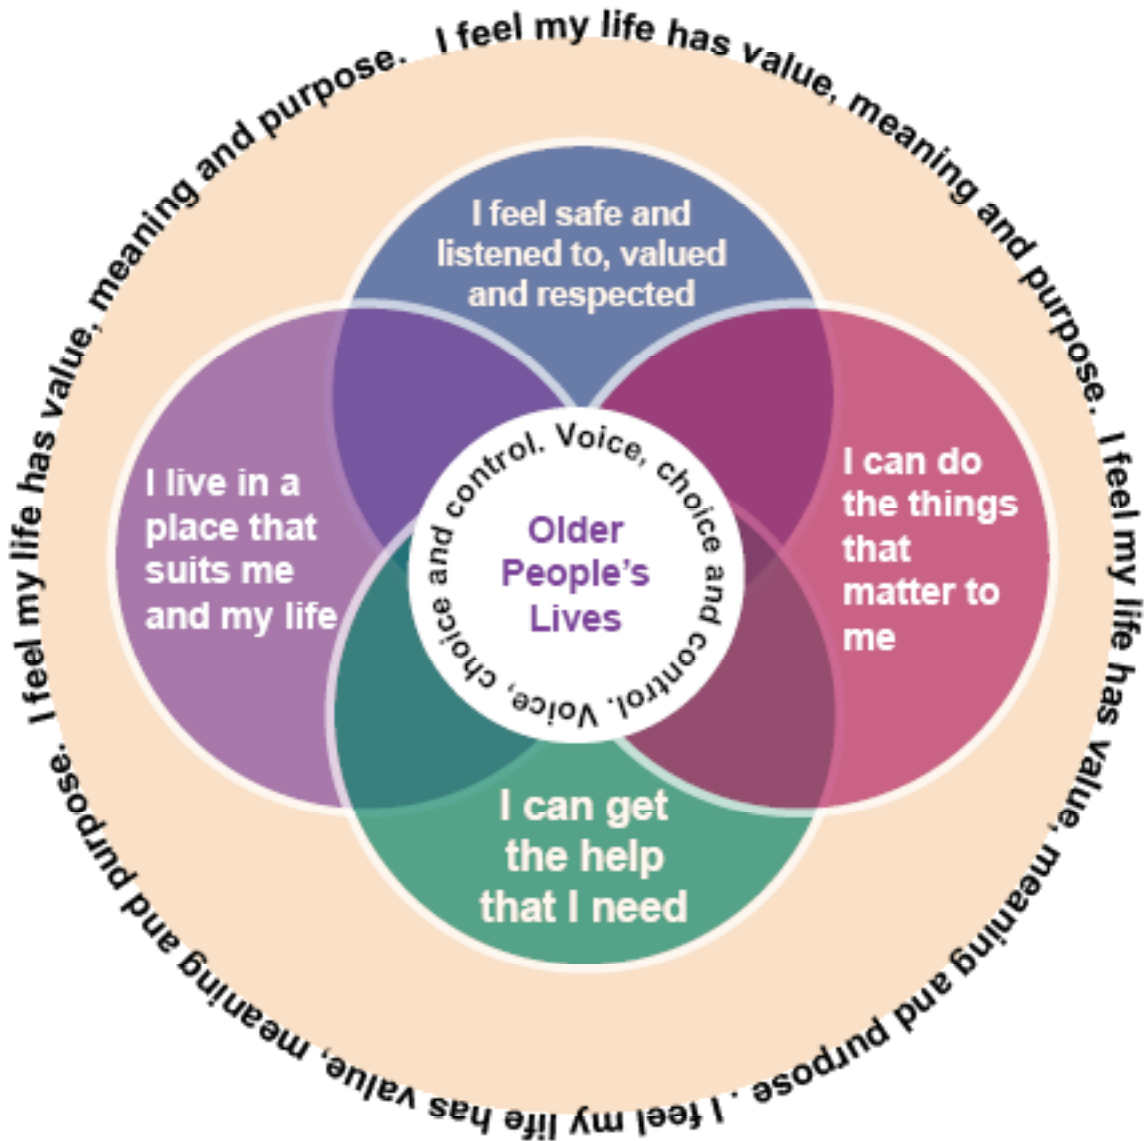 I feel my life has value, meaning and purpose.
I feel my life has value, meaning and purpose.
I feel my life has value, meaning and purpose.
I feel my life has value, meaning and purpose .
I feel safe and
listened to, valued
and respected
I live in a
place that
suits me
and my life
Voice, choice and control.
Voice, choice and control.
Older
People’s
Lives
I can do
the things
that
matter to
me
I can get
the help
that I need